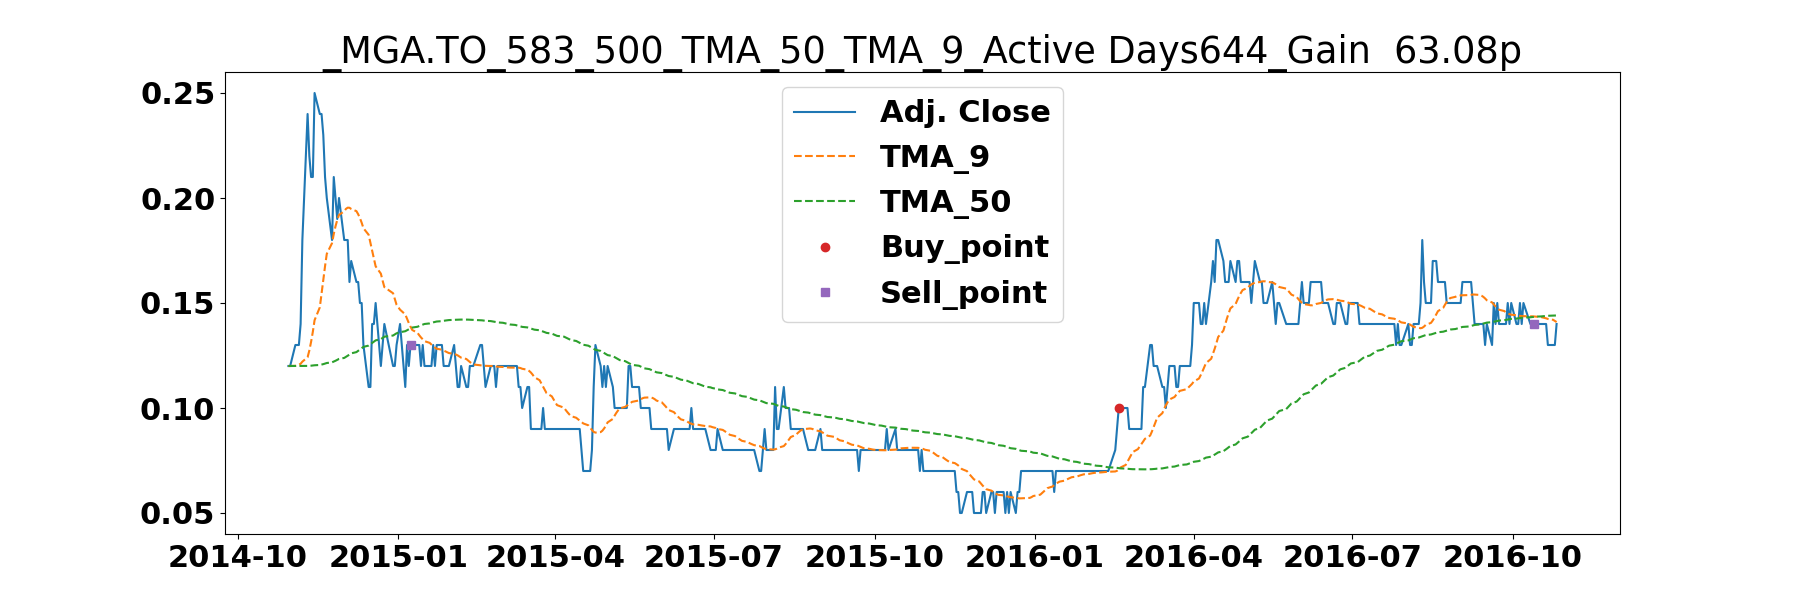 _MGA.TO_583_500_TMA_50_TMA_9_Active Days644_Gain  63.08p
0.25
0.20
0.15
0.10
0.05
Adj. Close
TMA_9
TMA_50
Buy_point
Sell_point
2014-10 2015-01 2015-04 2015-07 2015-10 2016-01 2016-04 2016-07 2016-10